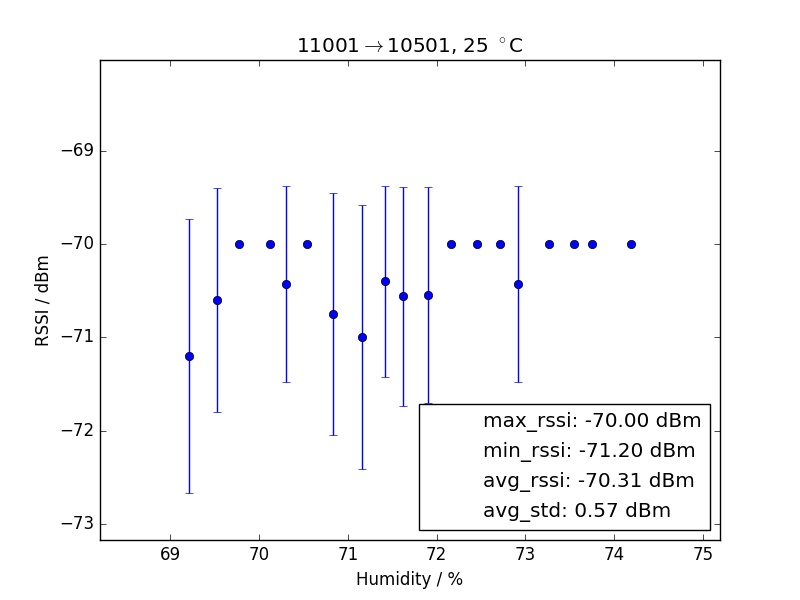 11001→10501, 25 °C
RSSI / dBm
−69
−70
−71
−72
−73
max_rssi: -70.00 dBm
min_rssi: -71.20 dBm
avg_rssi: -70.31 dBm
avg_std: 0.57 dBm
69 70 71 72 73 74 75
Humidity / %